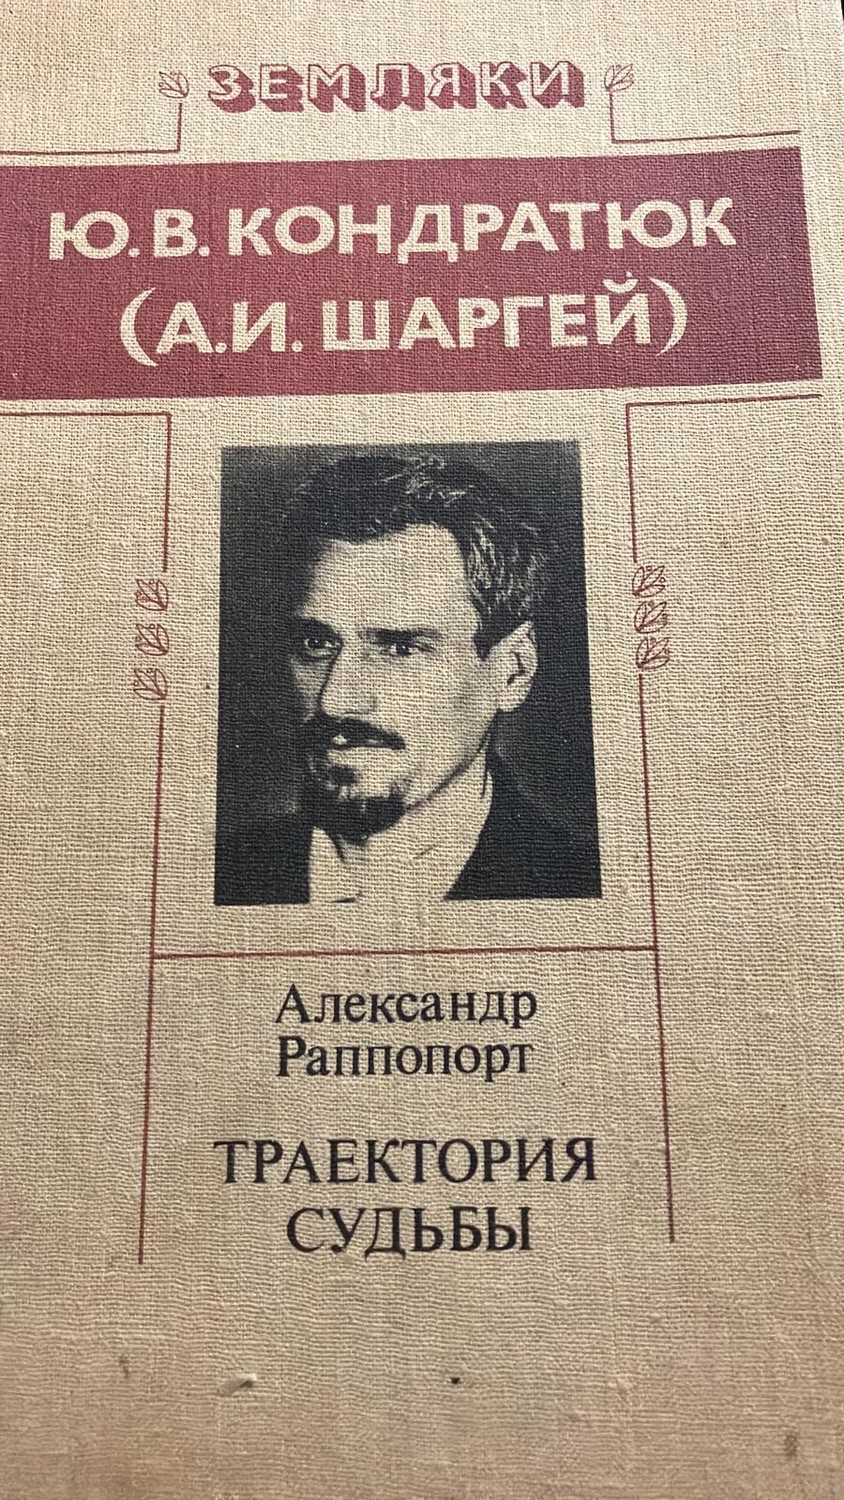 ЗЕМЛЯКИ
Ю.В.КОНДРАТЮК
(А.И.ШАРГЕЙ)
Александр
Раппопорт
ТРАЕКТОРИЯ
СУДЬБЫ